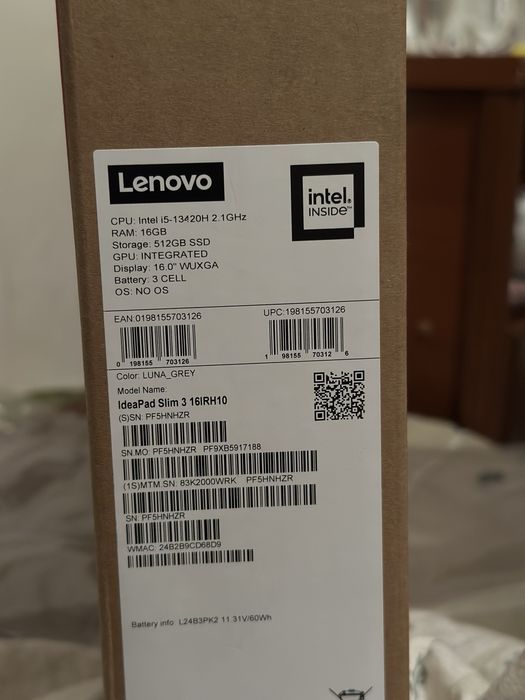 Lenovo
intel.
INSIDE™
CPU: Intel i5-13420H 2.1GHz
RAM: 16GB
Storage: 512GB SSD
GPU: INTEGRATED
Display: 16.0" WUXGA
Battery: 3 CELL
OS: NO OS
EAN:0198155703126
UPC:198155703126
0 198155 703126
1 98155 70312 6
Color: LUNA_GREY
Model Name:
IdeaPad Slim 3 16IRH10
(S)SN: PF5HNHZR
SN.MO: PF5HNHZR PF9XB5917188
(1S)MTM.SN: 83K2000WRK PF5HNHZR
SN: PF5HNHZR
WMAC: 24B2B9CD68D9
Battery info L24B3PK2 11.31V/60Wh